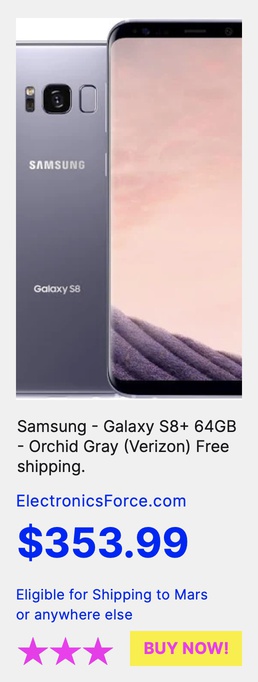 SAMSUNG
Galaxy S8
Samsung - Galaxy S8+ 64GB
- Orchid Gray (Verizon) Free
shipping.
ElectronicsForce.com
$353.99
Eligible for Shipping to Mars
or anywhere else
BUY NOW!